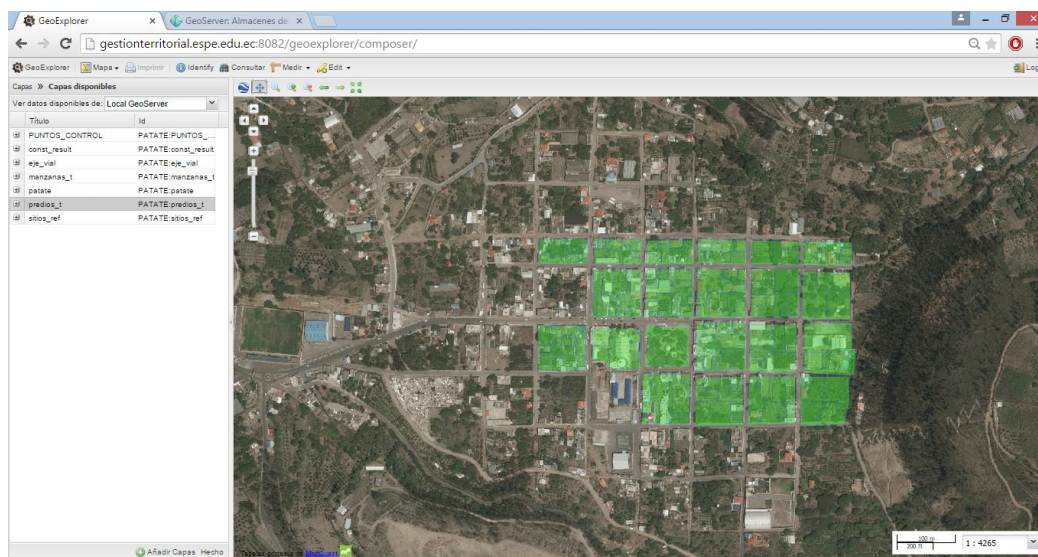 GeoExplorer
GeoServer: Almacenes de
gestionterritorial.espe.edu.ec:8082/geoexplorer/composer/
GeoExplorer Mapa Imprimir Identify Consultar Medir Edit Log
Capas » Capas disponibles
Ver datos disponibles de: Local GeoServer
Título Id
PUNTOS_CONTROL PATATE:PUNTOS_...
const_result PATATE:const_result
eje_vial PATATE:eje_vial
manzanas_t PATATE:manzanas_t
patate PATATE:patate
predios_t PATATE:predios_t
sitios_ref PATATE:sitios_ref
100 m
200 ft
1 : 4265
Añadir Capas Hecho
MapQuest